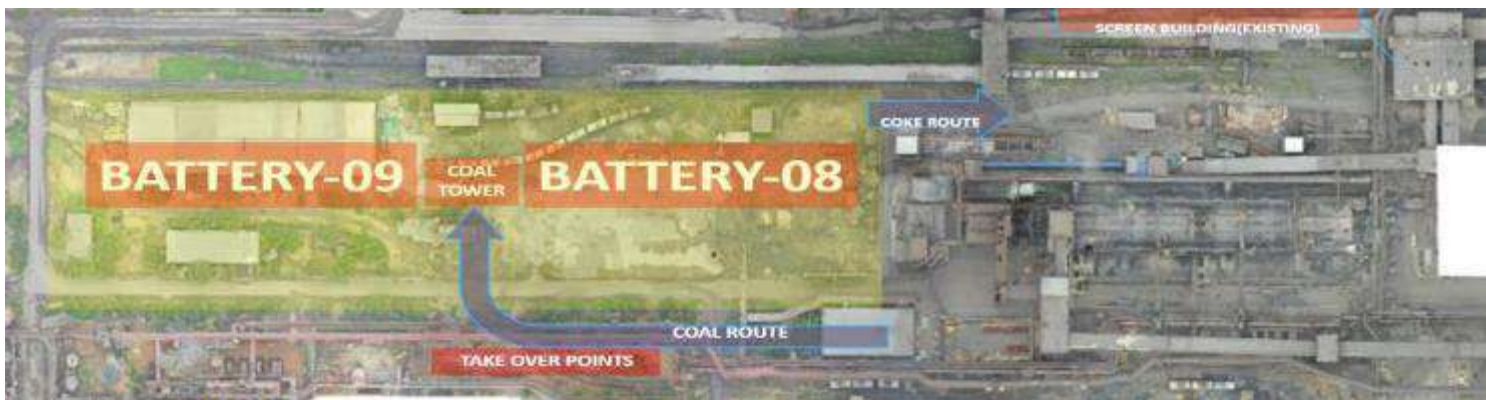 SCREEN BUILDING(EXISTING)
COKE ROUTE
BATTERY-09
COAL
TOWER
BATTERY-08
COAL ROUTE
TAKE OVER POINTS